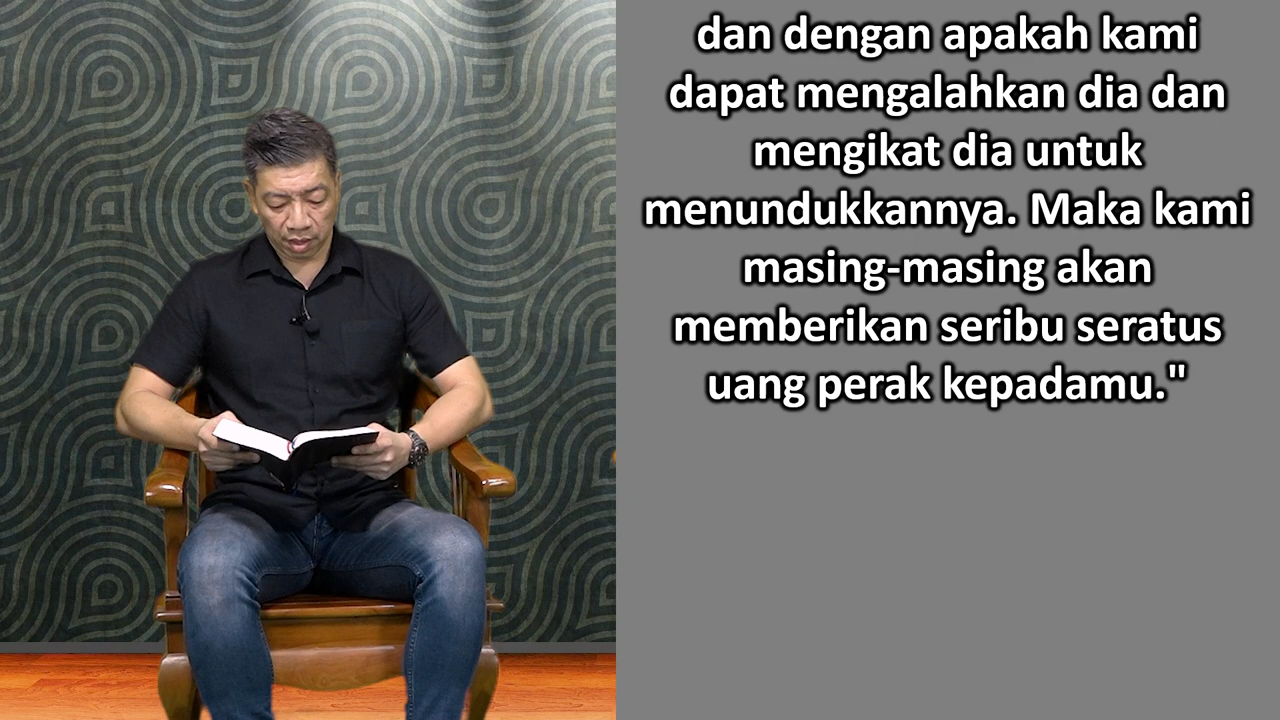 dan dengan apakah kami
dapat mengalahkan dia dan
mengikat dia untuk
menundukkannya. Maka kami
masing-masing akan
memberikan seribu seratus
uang perak kepadamu."